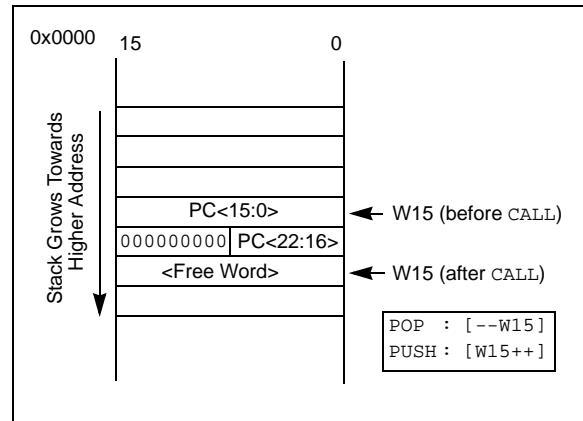 0x0000
15 0
Stack Grows Towards
Higher Address
PC<15:0>
W15 (before CALL)
000000000 PC<22:16>
<Free Word>
W15 (after CALL)
POP : [--W15]
PUSH : [W15++]